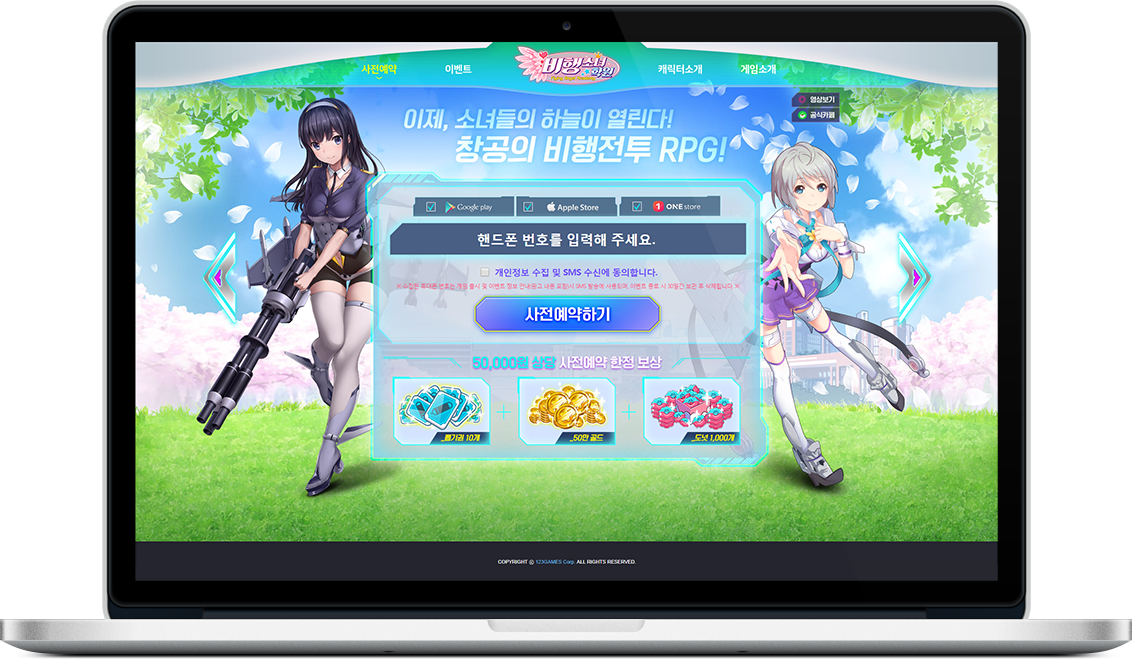 사전예약
이벤트
비행소녀
학원
캐릭터소개
게임소개
영상보기
공식카페
이제, 소녀들의 하늘이 열린다!
창공의 비행전투 RPG!
Google play
Apple Store
1 ONE store
핸드폰 번호를 입력해 주세요.
개인정보 수집 및 SMS 수신에 동의합니다.
사전예약하기
50,000원 상당 사전예약 한정 보상
뽑기권 10개
50만 골드
도넛 1,000개
COPYRIGHT ⓒ 123GAMES Corp. ALL RIGHTS RESERVED.